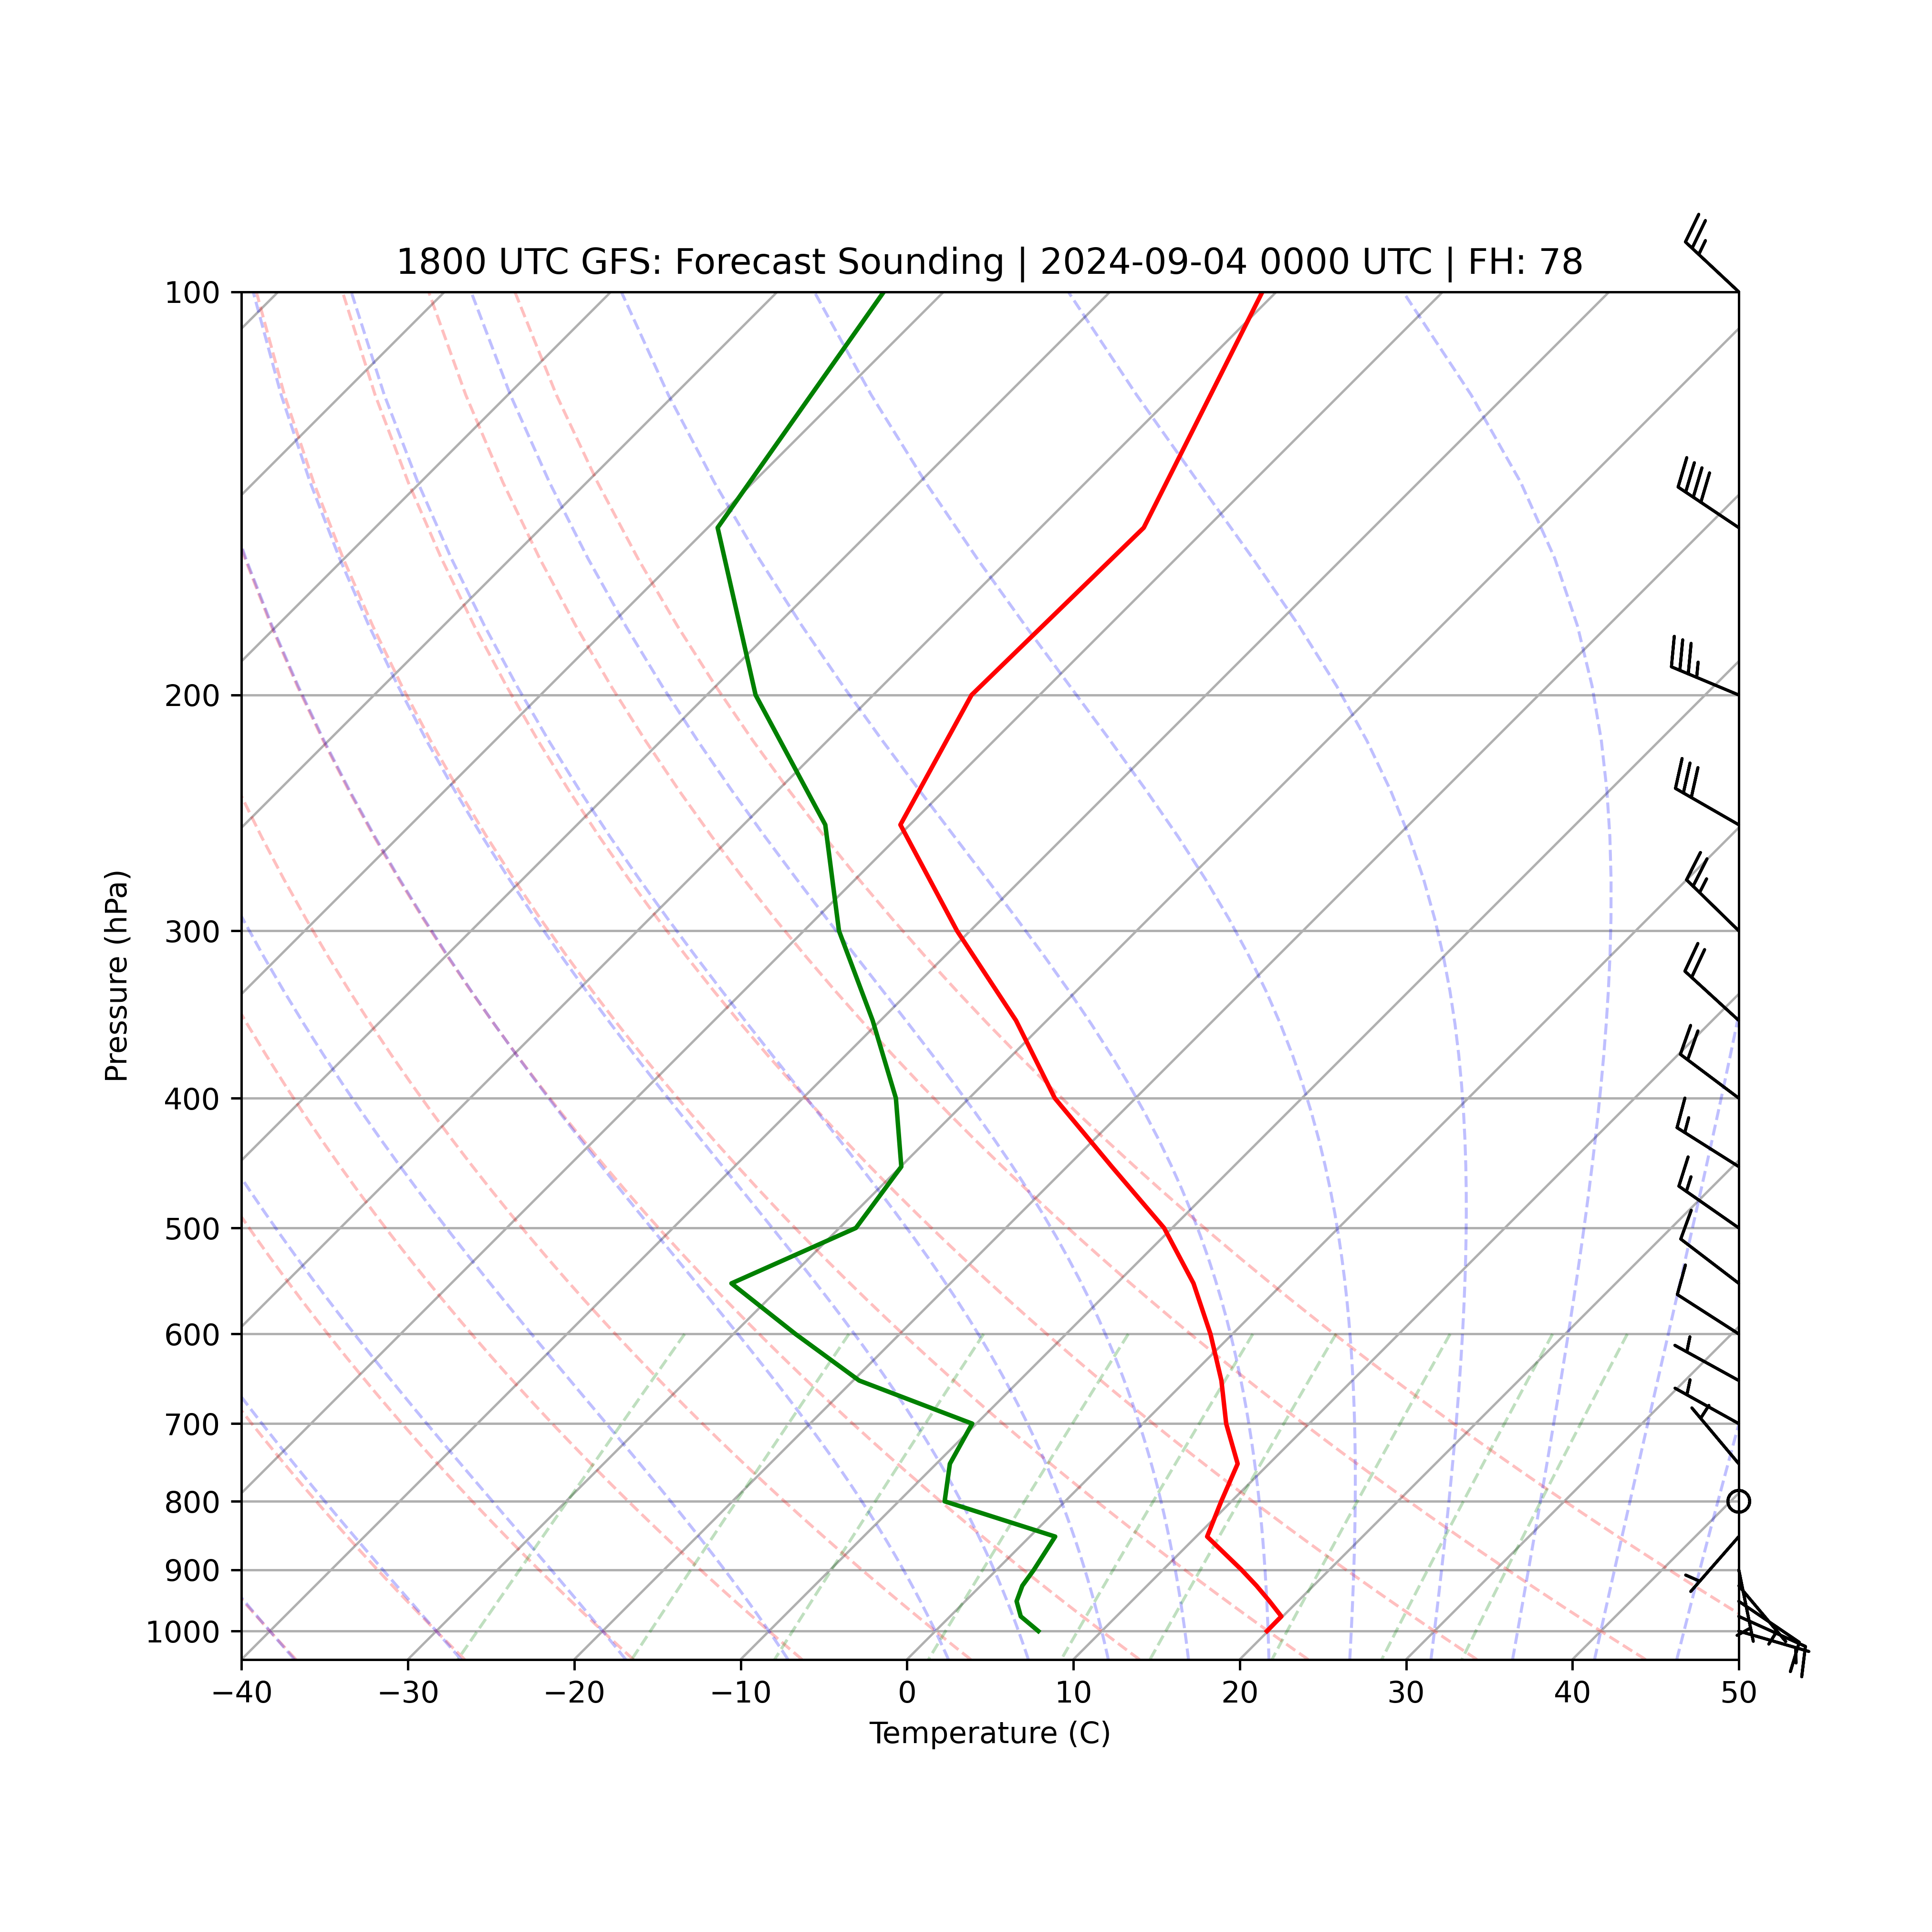 1800 UTC GFS: Forecast Sounding | 2024-09-04 0000 UTC | FH: 78
100
200
300
400
500
600
700
800
900
1000
Pressure (hPa)
−40 −30 −20 −10 0 10 20 30 40 50
Temperature (C)